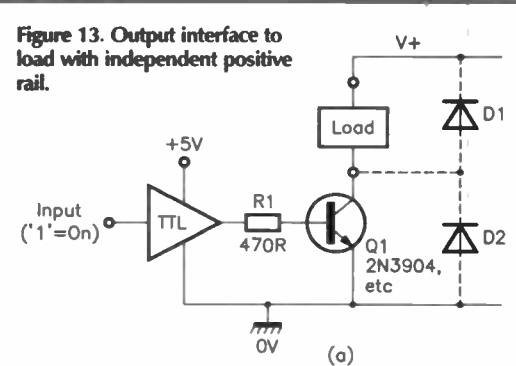 Figure 13. Output interface to
load with independent positive
rail.
V+
D1
Load
+5V
R1
Input
('1'=On)
TTL
470R
Q1
2N3904,
etc
D2
0V
(a)